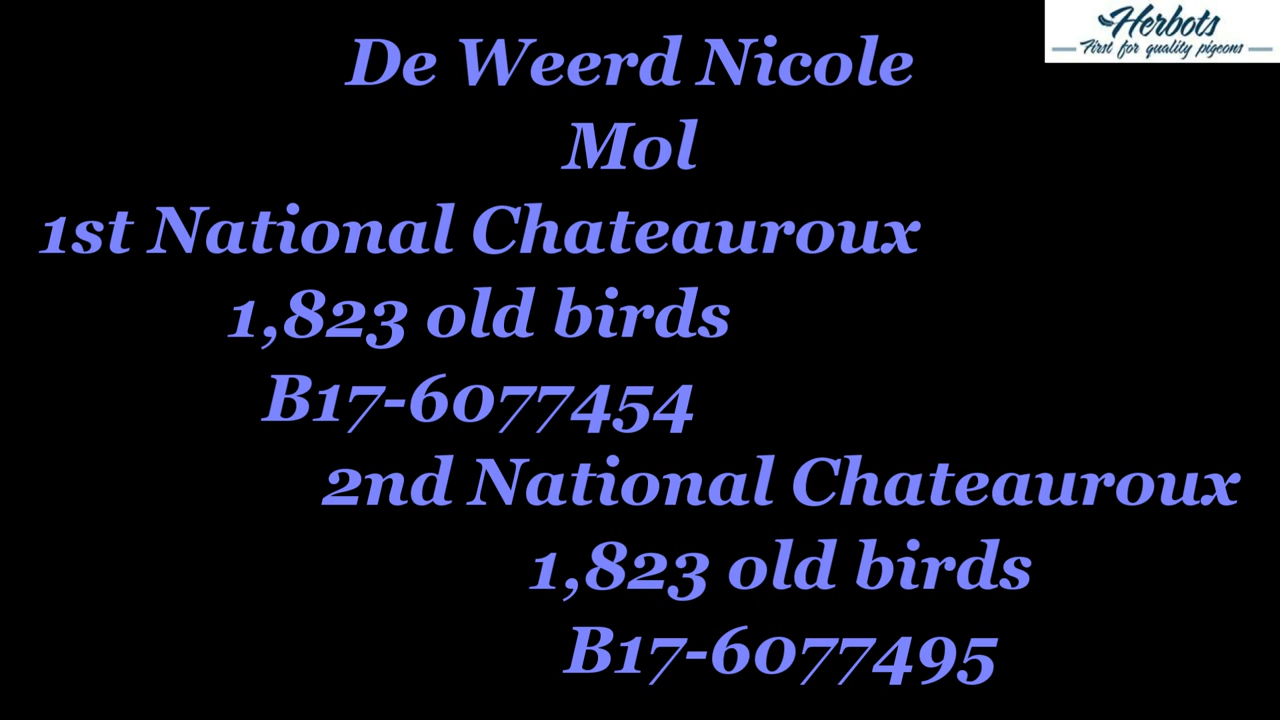 Herbots
First for quality pigeons
De Weerd Nicole
Mol
1st National Chateauroux
1,823 old birds
B17-6077454
2nd National Chateauroux
1,823 old birds
B17-6077495